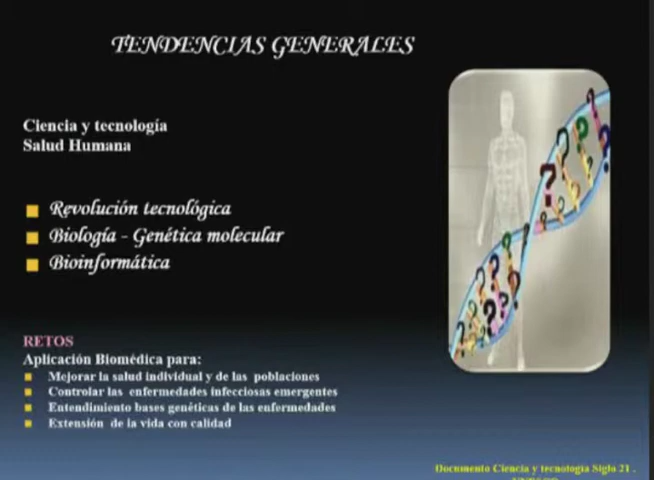 TENDENCIAS GENERALES
Ciencia y tecnología
Salud Humana
Revolución tecnológica
Biología - Genética molecular
Bioinformática
RETOS
Aplicación Biomédica para:
Mejorar la salud individual y de las poblaciones
Controlar las enfermedades infecciosas emergentes
Entendimiento bases genéticas de las enfermedades
Extensión de la vida con calidad
Documento Ciencia y tecnología Siglo 21 .